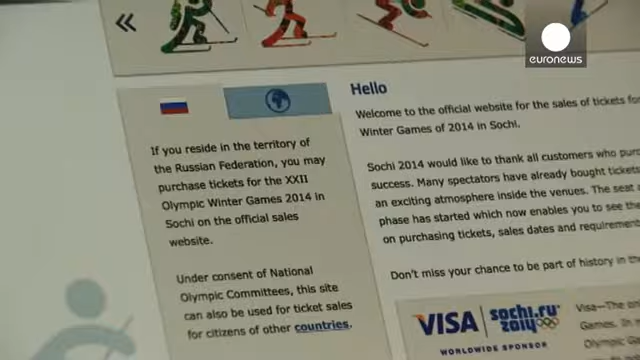 euronews
If you reside in the territory of
the Russian Federation, you may
purchase tickets for the XXII
Olympic Winter Games 2014 in
Sochi on the official sales
website.
Under consent of National
Olympic Committees, this site
can also be used for ticket sales
for citizens of other countries.
Hello
Welcome to the official website for the sales of tickets for
Winter Games of 2014 in Sochi.
Sochi 2014 would like to thank all customers who
success. Many spectators have already bought tickets
an exciting atmosphere inside the venues. The seat
phase has started which now enables you to see the
on purchasing tickets, sales dates and
Don't miss your chance to be part of history in
VISA
sochi.ru
2014
WORLDWIDE SPONSOR
Visa—The
Games. In
Olympic